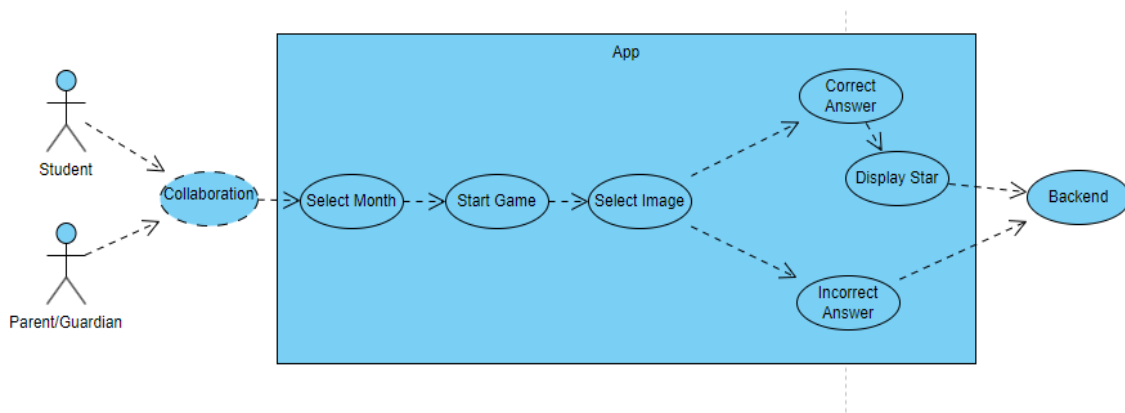 App
Student
Parent/Guardian
Collaboration
Select Month
Start Game
Select Image
Correct
Answer
Display Star
Incorrect
Answer
Backend